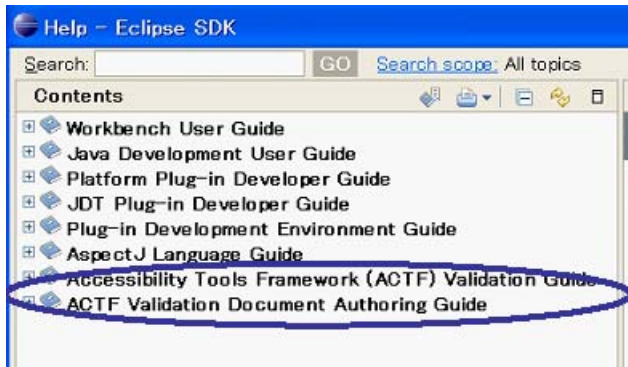 Help - Eclipse SDK
Search: GO Search scope: All topics
Contents
Workbench User Guide
Java Development User Guide
Platform Plug-in Developer Guide
JDT Plug-in Developer Guide
Plug-in Development Environment Guide
AspectJ Language Guide
Accessibility Tools Framework (ACTF) Validation Guide
ACTF Validation Document Authoring Guide